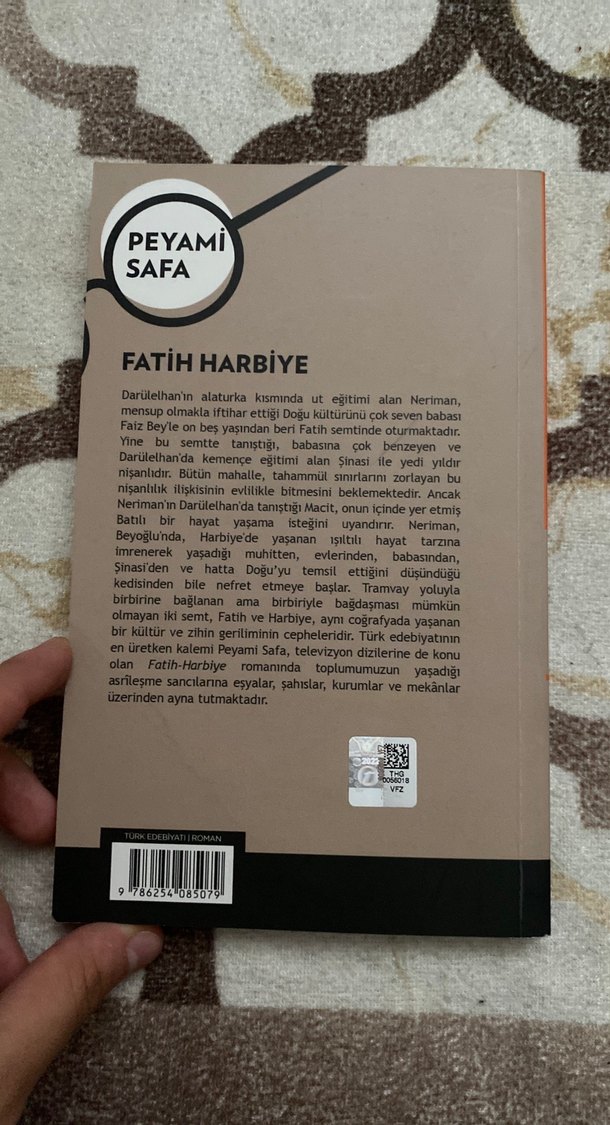 PEYAMİ
SAFA
FATİH HARBİYE
Darülelhan'ın alaturka kısmında ut eğitimi alan Neriman,
mensup olmakla iftihar ettiği Doğu kültürünü çok seven babası
Faiz Bey'le on beş yaşından beri Fatih semtinde oturmaktadır.
Yine bu semtte tanıştığı, babasına çok benzeyen ve
Darülelhan'da kemençe eğitimi alan Şinasi ile yedi yıldır
nişanlıdır. Bütün mahalle, tahammül sınırlarını zorlayan bu
nişanlılık ilişkisinin evlilikle bitmesini beklemektedir. Ancak
Neriman'ın Darülelhan'da tanıştığı Macit, onun içinde yer etmiş
Batılı bir hayat yaşama isteğini uyandırır. Neriman,
Beyoğlu'nda, Harbiye'de yaşanan ışıltılı hayat tarzına
imrenerek yaşadığı muhitten, evlerinden, babasından,
Şinasi'den ve hatta Doğu'yu temsil ettiğini düşündüğü
kedisinden bile nefret etmeye başlar. Tramvay yoluyla
birbirine bağlanan ama birbiriyle bağdaşması mümkün
olmayan iki semt, Fatih ve Harbiye, aynı coğrafyada yaşanan
bir kültür ve zihin geriliminin cepheleridir. Türk edebiyatının
en üretken kalemi Peyami Safa, televizyon dizilerine de konu
olan Fatih-Harbiye romanında toplumumuzun yaşadığı
asrîleşme sancılarına eşyalar, şahıslar, kurumlar ve mekânlar
üzerinden ayna tutmaktadır.
2022
THG
0056018
VFZ
TÜRK EDEBİYATI | ROMAN
9 786254 085079